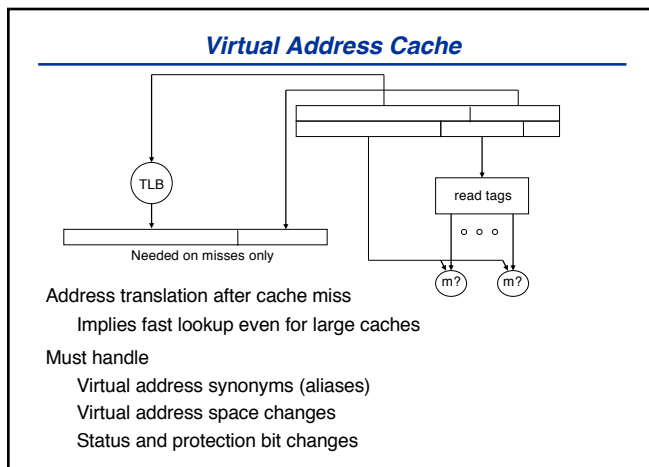 Virtual Address Cache
TLB
read tags
Needed on misses only
m? m?
Address translation after cache miss
Implies fast lookup even for large caches
Must handle
Virtual address synonyms (aliases)
Virtual address space changes
Status and protection bit changes